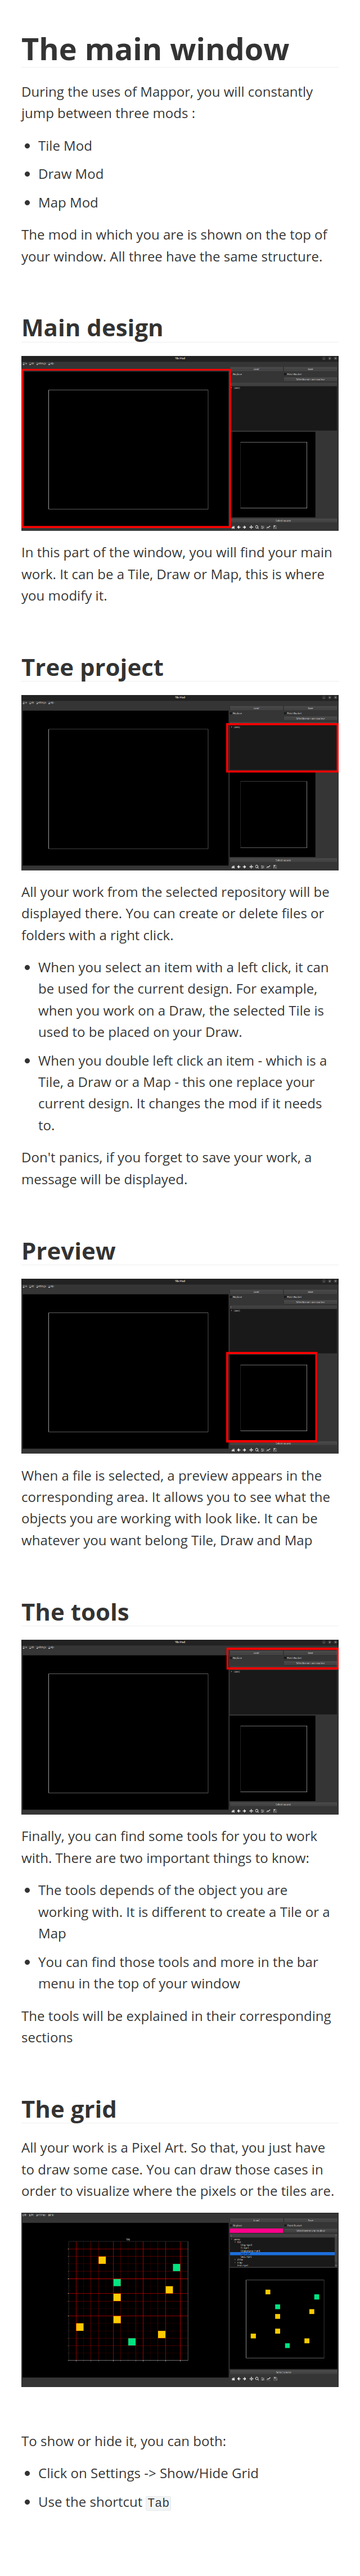 The main window
During the uses of Mappor, you will constantly
jump between three mods :
Tile Mod
Draw Mod
Map Mod
The mod in which you are is shown on the top of
your window. All three have the same structure.
Main design
In this part of the window, you will find your main
work. It can be a Tile, Draw or Map, this is where
you modify it.
Tree project
All your work from the selected repository will be
displayed there. You can create or delete files or
folders with a right click.
When you select an item with a left click, it can
be used for the current design. For example,
when you work on a Draw, the selected Tile is
used to be placed on your Draw.
When you double left click an item - which is a
Tile, a Draw or a Map - this one replace your
current design. It changes the mod if it needs
to.
Don't panics, if you forget to save your work, a
message will be displayed.
Preview
When a file is selected, a preview appears in the
corresponding area. It allows you to see what the
objects you are working with look like. It can be
whatever you want belong Tile, Draw and Map
The tools
Finally, you can find some tools for you to work
with. There are two important things to know:
The tools depends of the object you are
working with. It is different to create a Tile or a
Map
You can find those tools and more in the bar
menu in the top of your window
The tools will be explained in their corresponding
sections
The grid
All your work is a Pixel Art. So that, you just have
to draw some case. You can draw those cases in
order to visualize where the pixels or the tiles are.
To show or hide it, you can both:
Click on Settings -> Show/Hide Grid
Use the shortcut Tab